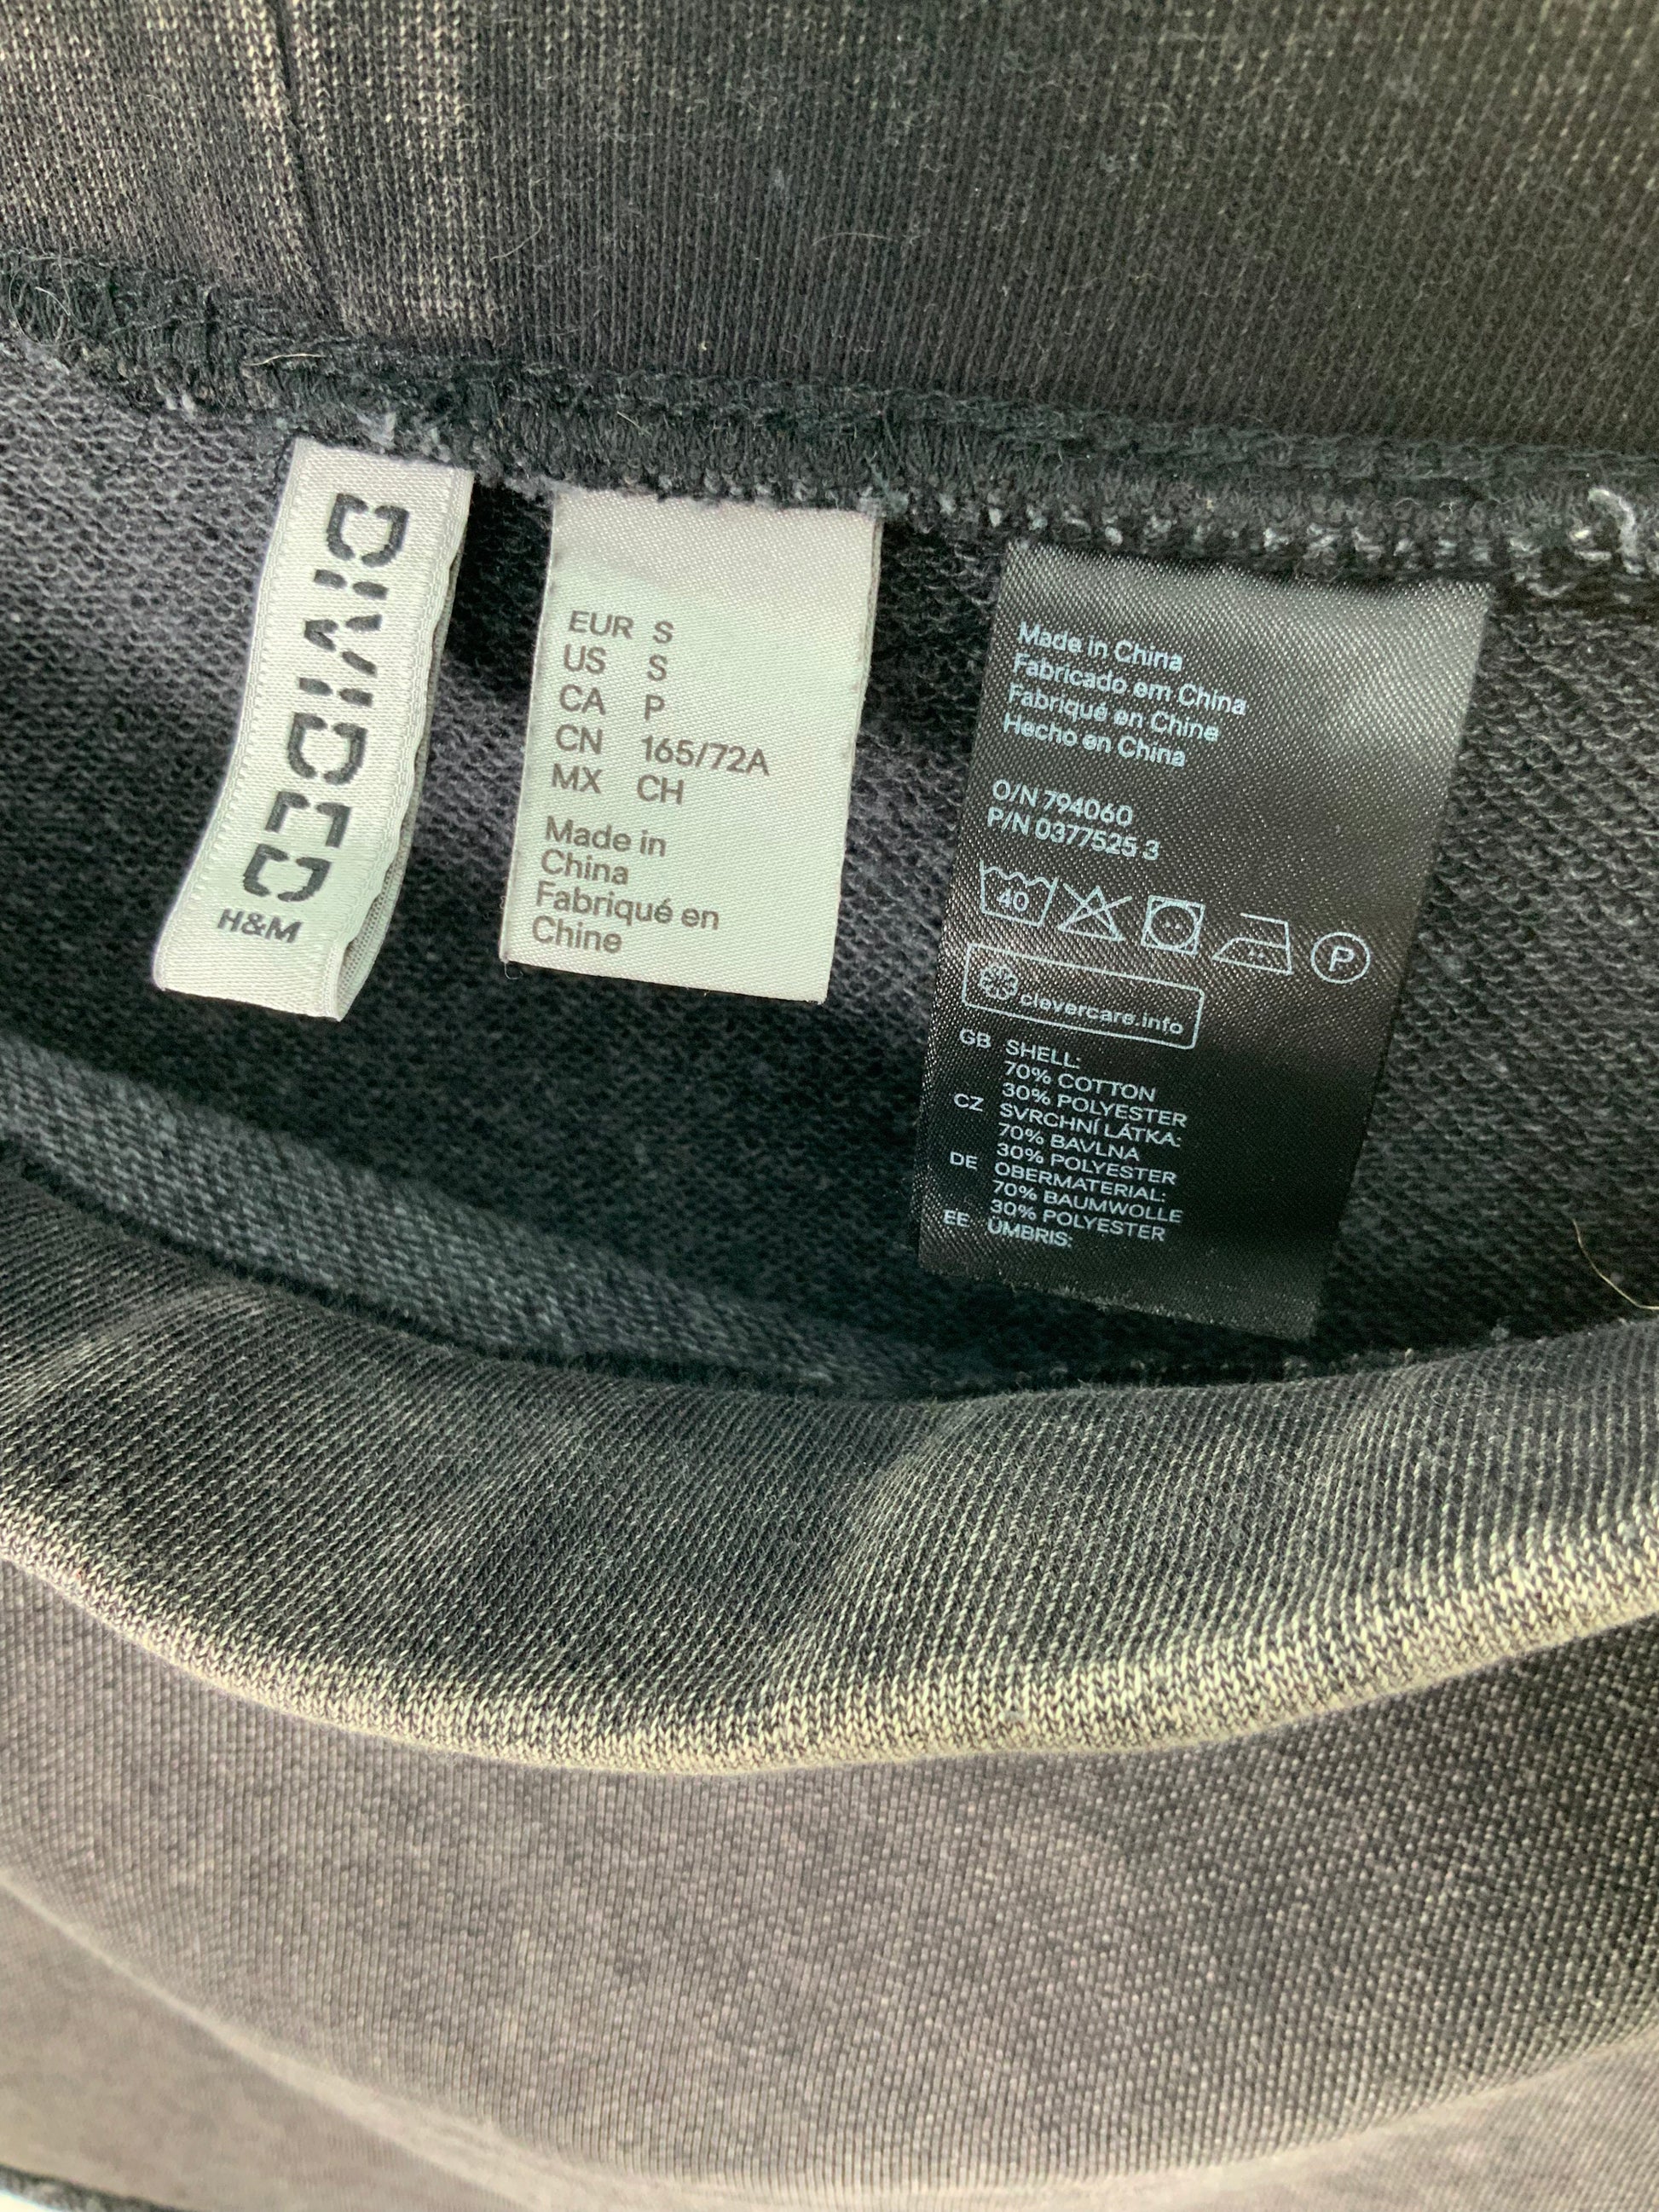 DIVIDED
H&M
EUR S
US S
CA P
CN 165/72A
MX CH
Made in
China
Fabriqué en
Chine
Made in China
Fabricado em China
Fabriqué en Chine
Hecho en China
O/N 794060
P/N 0377525 3
40 P
clevercare.info
GB SHELL:
70% COTTON
30% POLYESTER
CZ SVRCHNÍ LÁTKA:
70% BAVLNA
30% POLYESTER
DE OBERMATERIAL:
70% BAUMWOLLE
30% POLYESTER
EE ÜMBRIS: